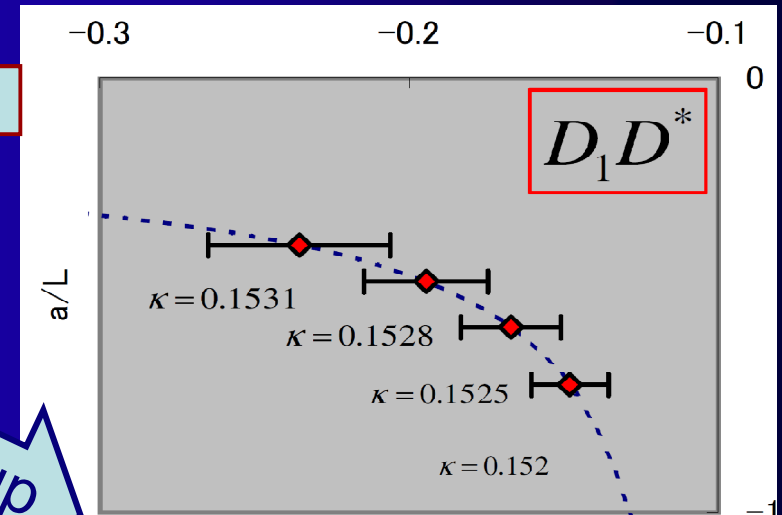 −0.3 −0.2 −0.1
0
D₁D*
a/L
κ = 0.1531
κ = 0.1528
κ = 0.1525
κ = 0.152
−1